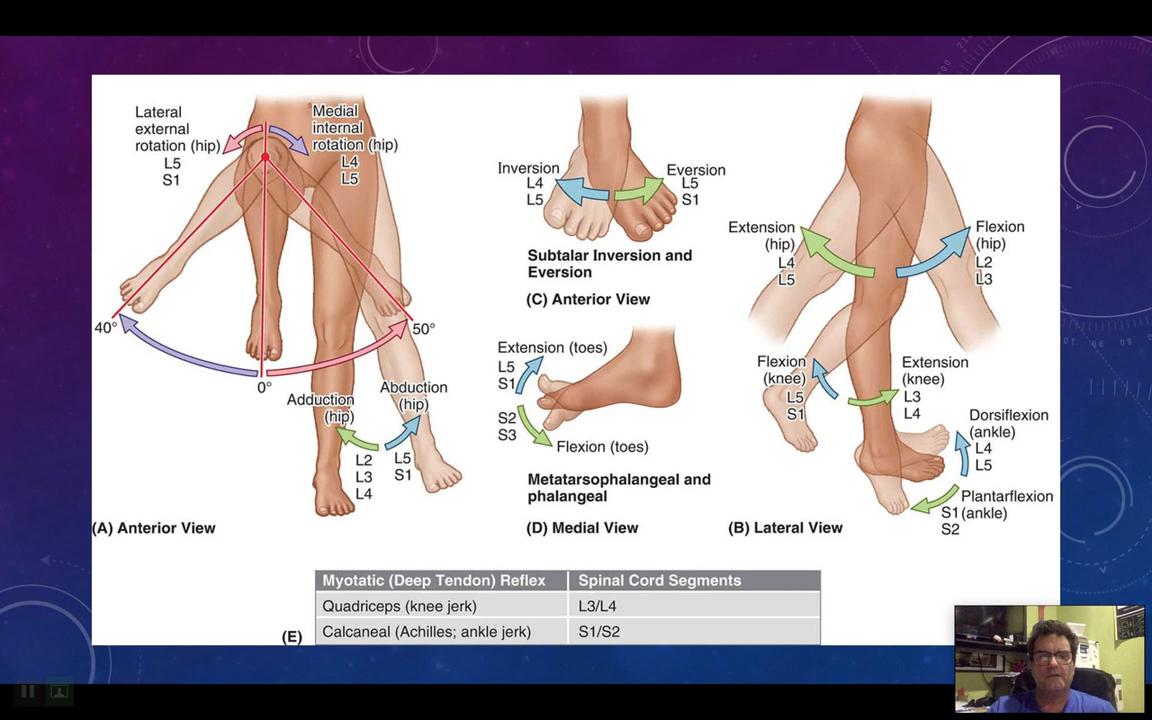 Lateral
external
rotation (hip)
L5
S1
Medial
internal
rotation (hip)
L4
L5
40°
0°
50°
Adduction
(hip)
L2
L3
L4
Abduction
(hip)
L5
S1
(A) Anterior View
Inversion
L4
L5
Eversion
L5
S1
Subtalar Inversion and
Eversion
(C) Anterior View
Extension (toes)
L5
S1
S2
S3
Flexion (toes)
Metatarsophalangeal and
phalangeal
(D) Medial View
Extension
(hip)
L4
L5
Flexion
(hip)
L2
L3
Flexion
(knee)
L5
S1
Extension
(knee)
L3
L4
Dorsiflexion
(ankle)
L4
L5
Plantarflexion
S1 (ankle)
S2
(B) Lateral View
Myotatic (Deep Tendon) Reflex Spinal Cord Segments
Quadriceps (knee jerk) L3/L4
Calcaneal (Achilles; ankle jerk) S1/S2
(E)